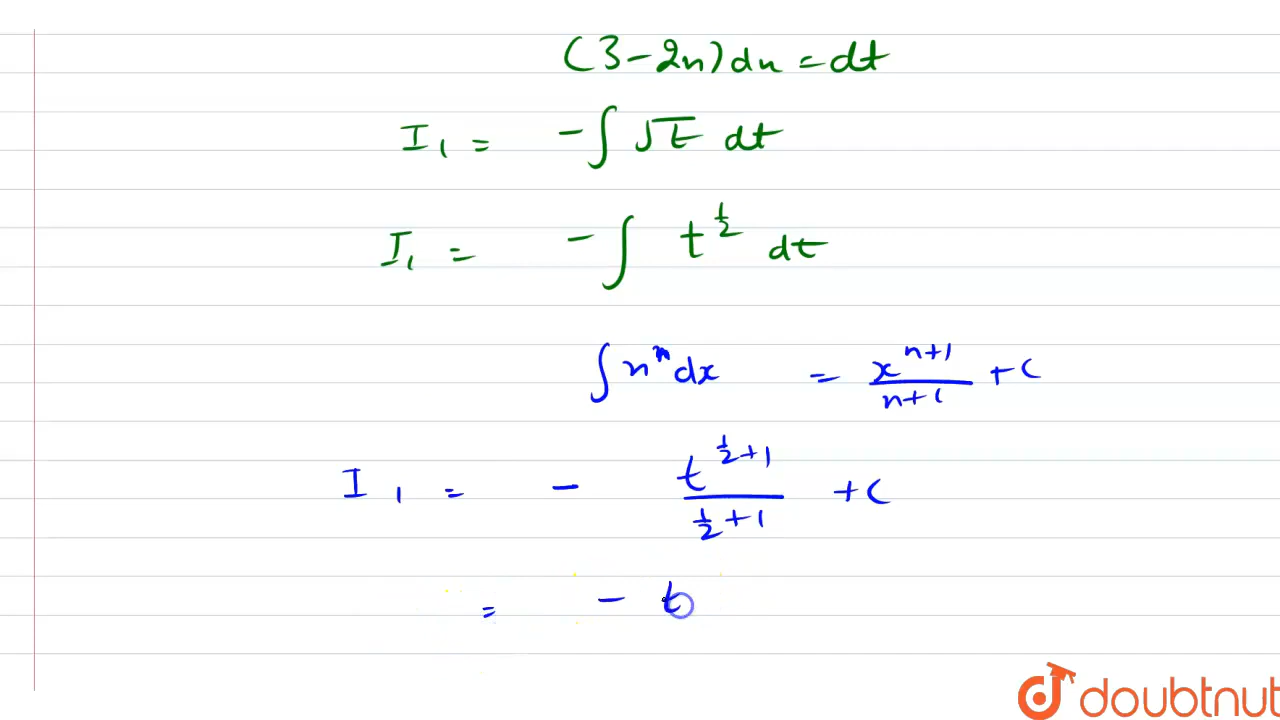 (3-2x)dx = dt
I₁ = -∫ √t dt
I₁ = -∫ t^(1/2) dt
∫ xⁿ dx = x^(n+1)/(n+1) + c
I₁ = - t^(1/2+1)/(1/2+1) + c
= - t
doubtnut